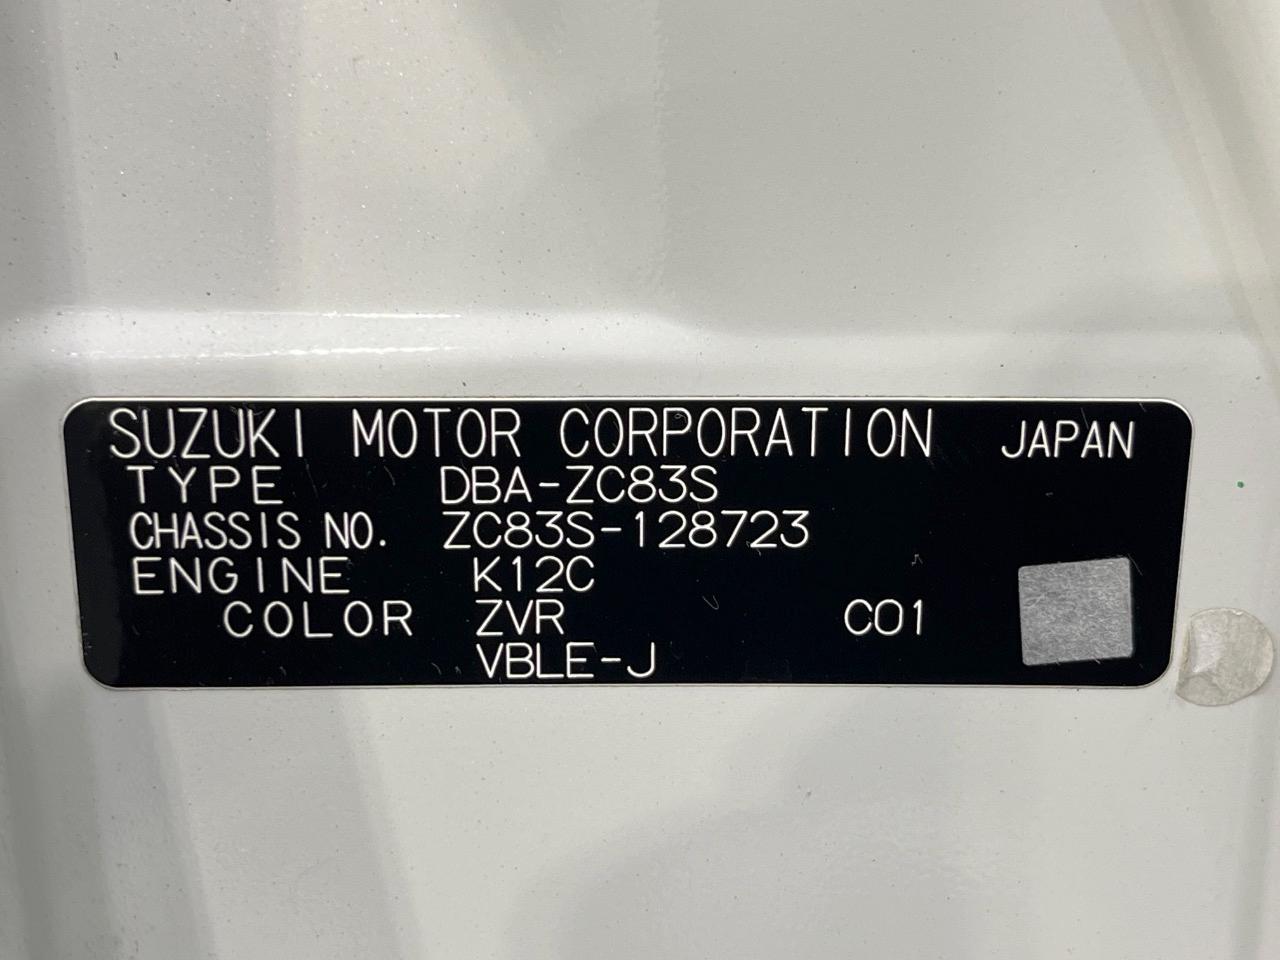 SUZUKI MOTOR CORPORATION JAPAN
TYPE DBA-ZC83S
CHASSIS NO. ZC83S-128723
ENGINE K12C
COLOR ZVR C01
VBLE-J